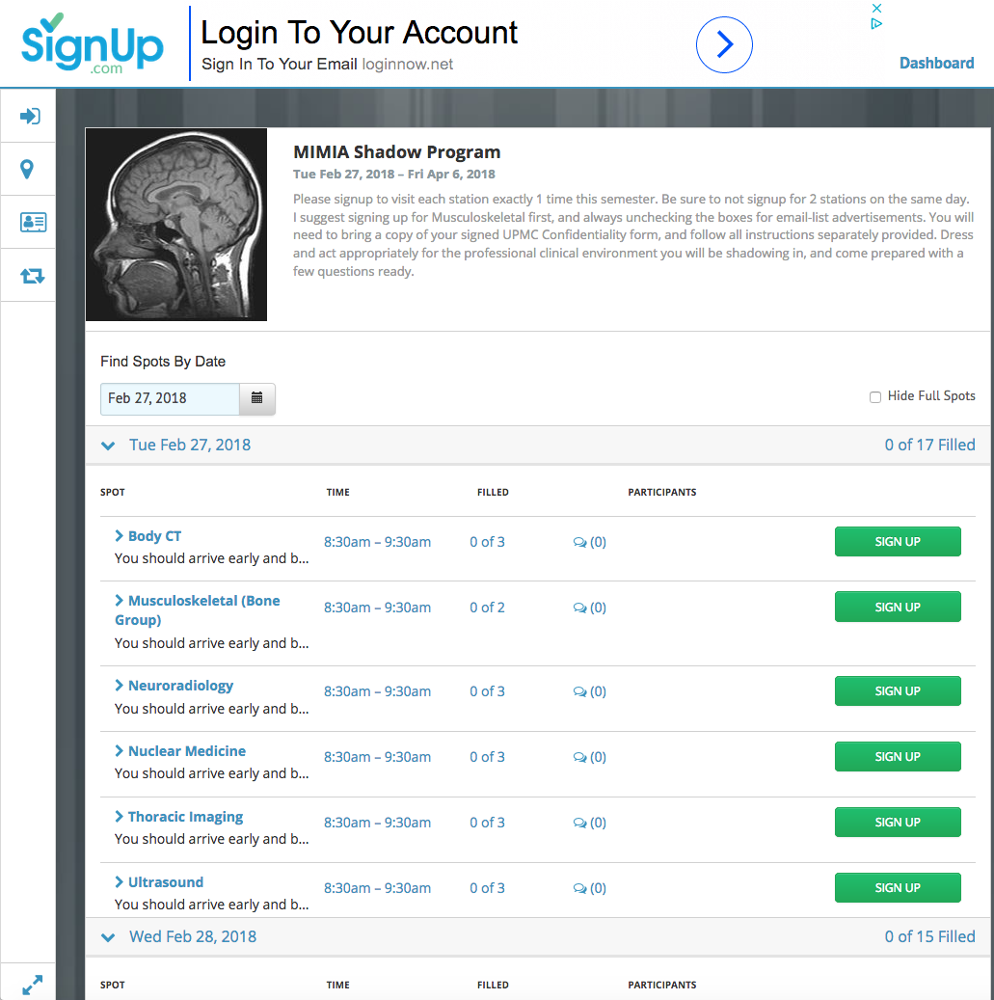 SignUp
.com
Login To Your Account
Sign In To Your Email loginnow.net
Dashboard
MIMIA Shadow Program
Tue Feb 27, 2018 – Fri Apr 6, 2018
Please signup to visit each station exactly 1 time this semester. Be sure to not signup for 2 stations on the same day.
I suggest signing up for Musculoskeletal first, and always unchecking the boxes for email-list advertisements. You will
need to bring a copy of your signed UPMC Confidentiality form, and follow all instructions separately provided. Dress
and act appropriately for the professional clinical environment you will be shadowing in, and come prepared with a
few questions ready.
Find Spots By Date
Feb 27, 2018
Hide Full Spots
Tue Feb 27, 2018 0 of 17 Filled
SPOT TIME FILLED PARTICIPANTS
Body CT 8:30am – 9:30am 0 of 3 (0) SIGN UP
You should arrive early and b...
Musculoskeletal (Bone 8:30am – 9:30am 0 of 2 (0) SIGN UP
Group)
You should arrive early and b...
Neuroradiology 8:30am – 9:30am 0 of 3 (0) SIGN UP
You should arrive early and b...
Nuclear Medicine 8:30am – 9:30am 0 of 3 (0) SIGN UP
You should arrive early and b...
Thoracic Imaging 8:30am – 9:30am 0 of 3 (0) SIGN UP
You should arrive early and b...
Ultrasound 8:30am – 9:30am 0 of 3 (0) SIGN UP
You should arrive early and b...
Wed Feb 28, 2018 0 of 15 Filled
SPOT TIME FILLED PARTICIPANTS